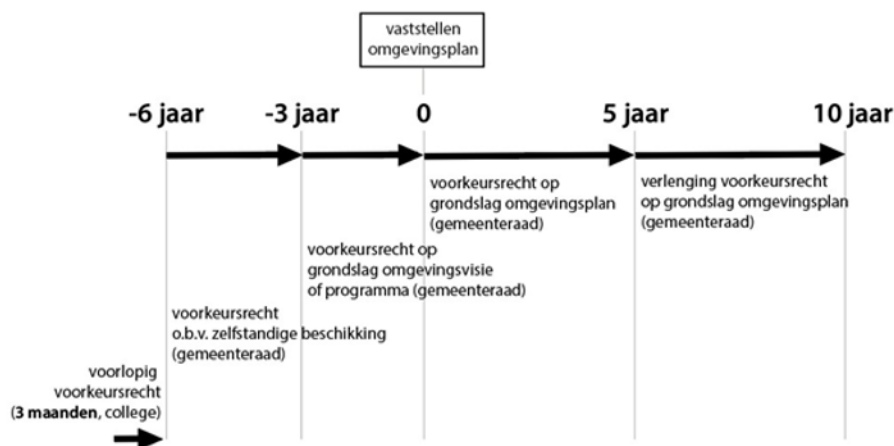 vaststellen
omgevingsplan
-6 jaar
-3 jaar
0
5 jaar
10 jaar
voorkeursrecht op
grondslag omgevingsplan
(gemeenteraad)
verlenging voorkeursrecht
op grondslag omgevingsplan
(gemeenteraad)
voorkeursrecht op
grondslag omgevingsvisie
of programma (gemeenteraad)
voorkeursrecht
o.b.v. zelfstandige beschikking
(gemeenteraad)
voorlopig
voorkeursrecht
(3 maanden, college)